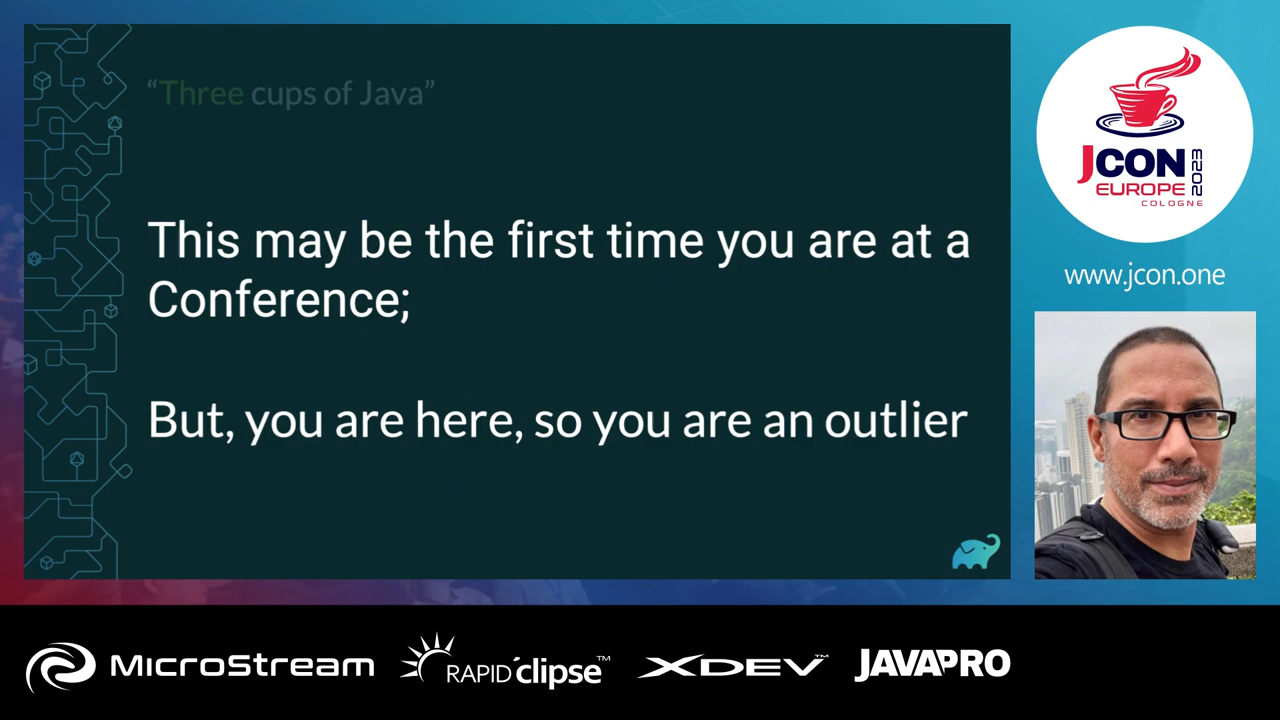 “Three cups of Java”
This may be the first time you are at a
Conference;
But, you are here, so you are an outlier
JCON
EUROPE
2023
COLOGNE
www.jcon.one
MicroStream
RAPID'clipse™
XDEV™
JAVAPRO